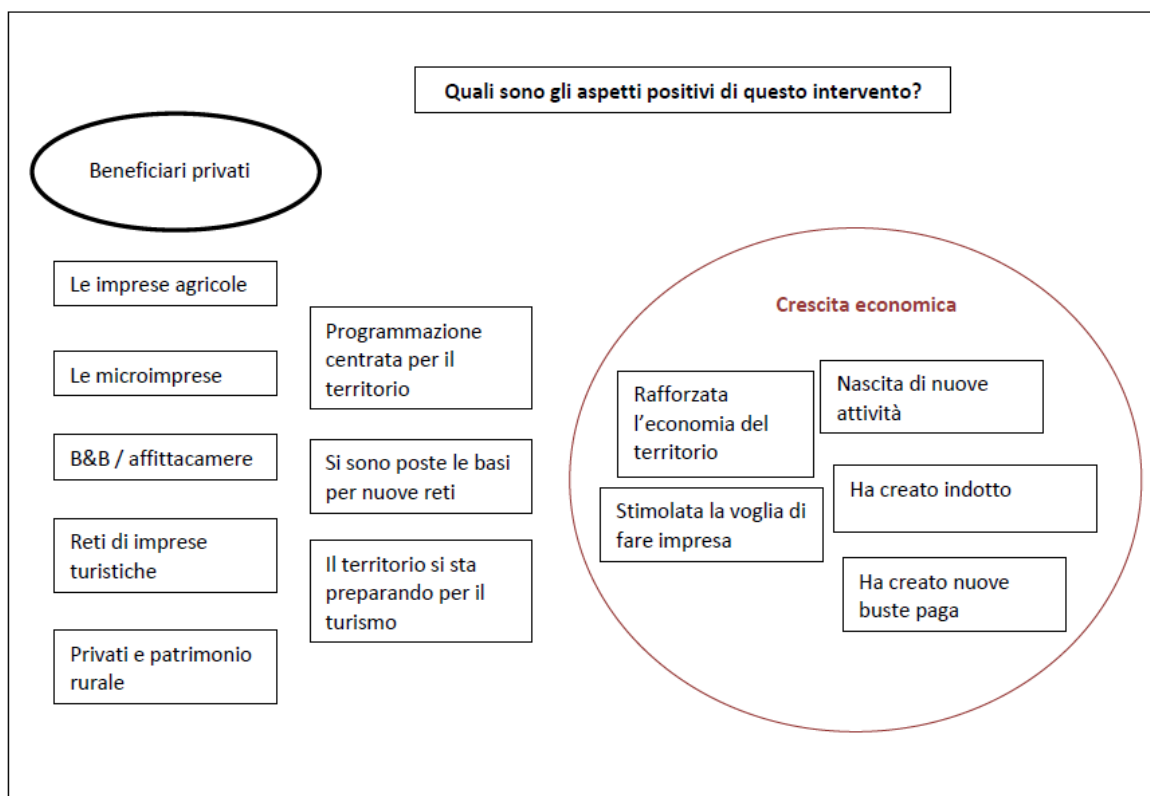 Quali sono gli aspetti positivi di questo intervento?
Beneficiari privati
Le imprese agricole
Le microimprese
B&B / affittacamere
Reti di imprese
turistiche
Privati e patrimonio
rurale
Programmazione
centrata per il
territorio
Si sono poste le basi
per nuove reti
Il territorio si sta
preparando per il
turismo
Crescita economica
Rafforzata
l’economia del
territorio
Nascita di nuove
attività
Stimolata la voglia di
fare impresa
Ha creato indotto
Ha creato nuove
buste paga